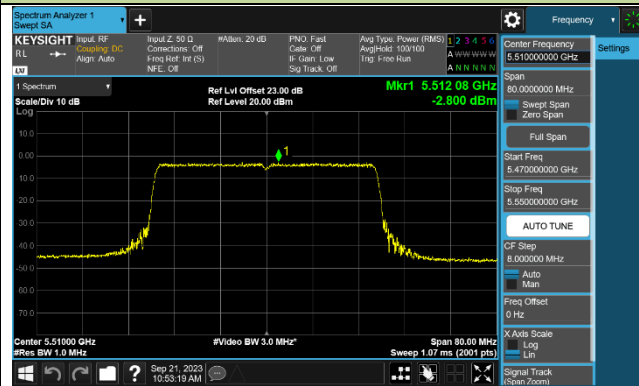 Spectrum Analyzer 1
Swept SA
+
Frequency
KEYSIGHT
RL
Input: RF
Coupling: DC
Align: Auto
Input Z: 50 Ω
Corrections: Off
Freq Ref: Int (S)
NFE: Off
#Atten: 20 dB
PNO: Fast
Gate: Off
IF Gain: Low
Sig Track: Off
Avg Type: Power (RMS)
Avg|Hold: 100/100
Trig: Free Run
1 2 3 4 5 6
A W W W W W
A N N N N N
LXI
1 Spectrum
Scale/Div 10 dB
Log
Ref Lvl Offset 23.00 dB
Ref Level 20.00 dBm
Mkr1 5.512 08 GHz
-2.800 dBm
10.0
0.00
-10.0
-20.0
-30.0
-40.0
-50.0
-60.0
-70.0
1
Center 5.51000 GHz
#Res BW 1.0 MHz
#Video BW 3.0 MHz*
Span 80.00 MHz
Sweep 1.07 ms (2001 pts)
Sep 21, 2023
10:53:19 AM
?
Center Frequency
5.510000000 GHz
Settings
Span
80.0000000 MHz
Swept Span
Zero Span
Full Span
Start Freq
5.470000000 GHz
Stop Freq
5.550000000 GHz
AUTO TUNE
CF Step
8.000000 MHz
Auto
Man
Freq Offset
0 Hz
X Axis Scale
Log
Lin
Signal Track
(Span Zoom)